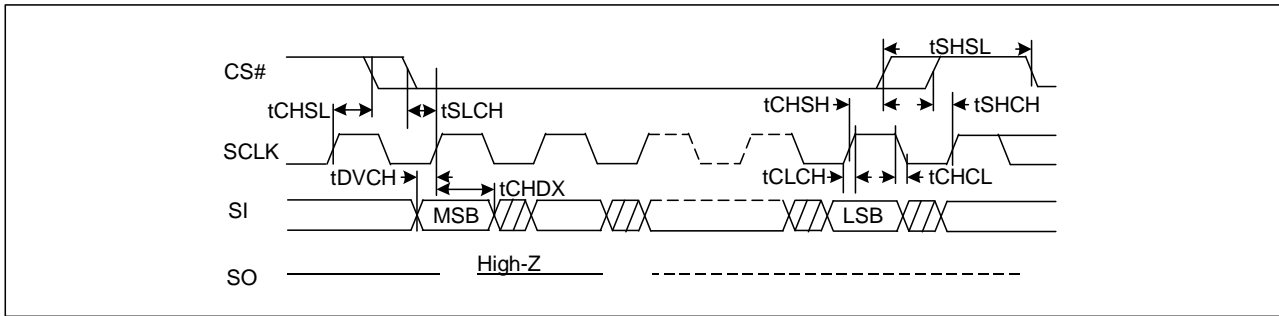 tSHSL
CS#
tCHSL
tSLCH
tCHSH
tSHCH
SCLK
tDVCH
tCHDX
tCLCH
tCHCL
SI
MSB
LSB
High-Z
SO